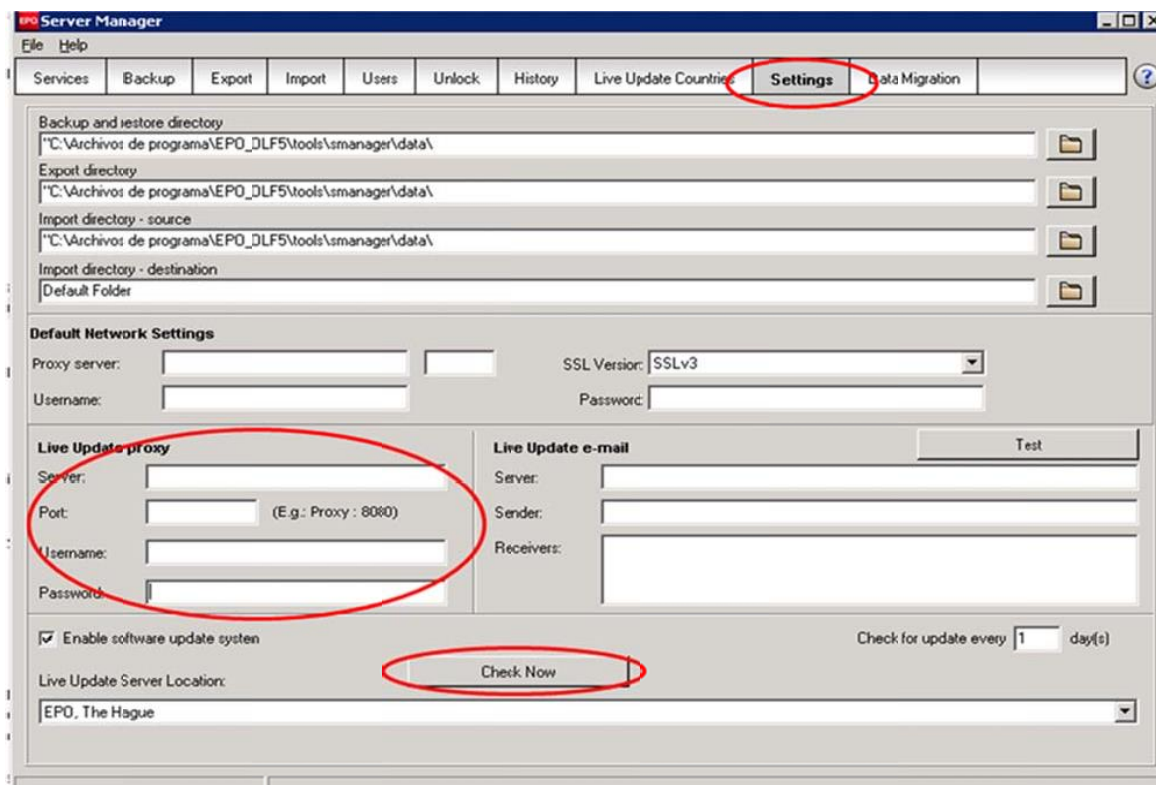 EPO Server Manager
File Help
Services Backup Export Import Users Unlock History Live Update Countries Settings Data Migration ?
Backup and restore directory
"C:\Archivos de programa\EPO_OLF5\tools\smanager\data\
Export directory
"C:\Archivos de programa\EPO_OLF5\tools\smanager\data\
Import directory - source
"C:\Archivos de programa\EPO_OLF5\tools\smanager\data\
Import directory - destination
Default Folder
Default Network Settings
Proxy server: SSL Version: SSLv3
Username: Password:
Live Update proxy Live Update e-mail Test
Server: Server:
Port: (E.g.: Proxy : 8080) Sender:
Username: Receivers:
Password:
Enable software update system Check for update every 1 day(s)
Check Now
Live Update Server Location:
EPO, The Hague